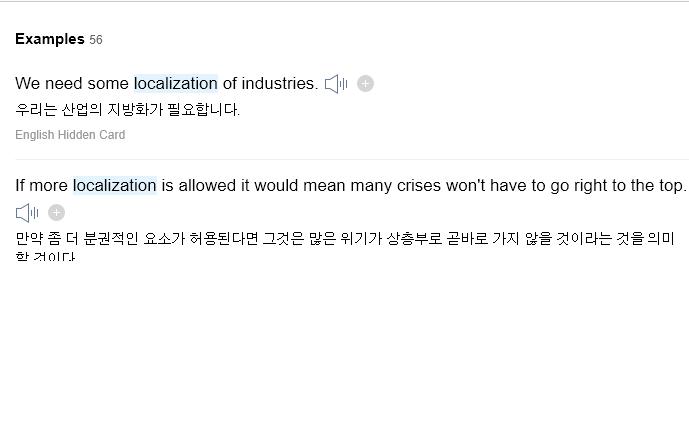 Examples 56
We need some localization of industries.
우리는 산업의 지방화가 필요합니다.
English Hidden Card
If more localization is allowed it would mean many crises won't have to go right to the top.
만약 좀 더 분권적인 요소가 허용된다면 그것은 많은 위기가 상층부로 곧바로 가지 않을 것이라는 것을 의미
할 것이다